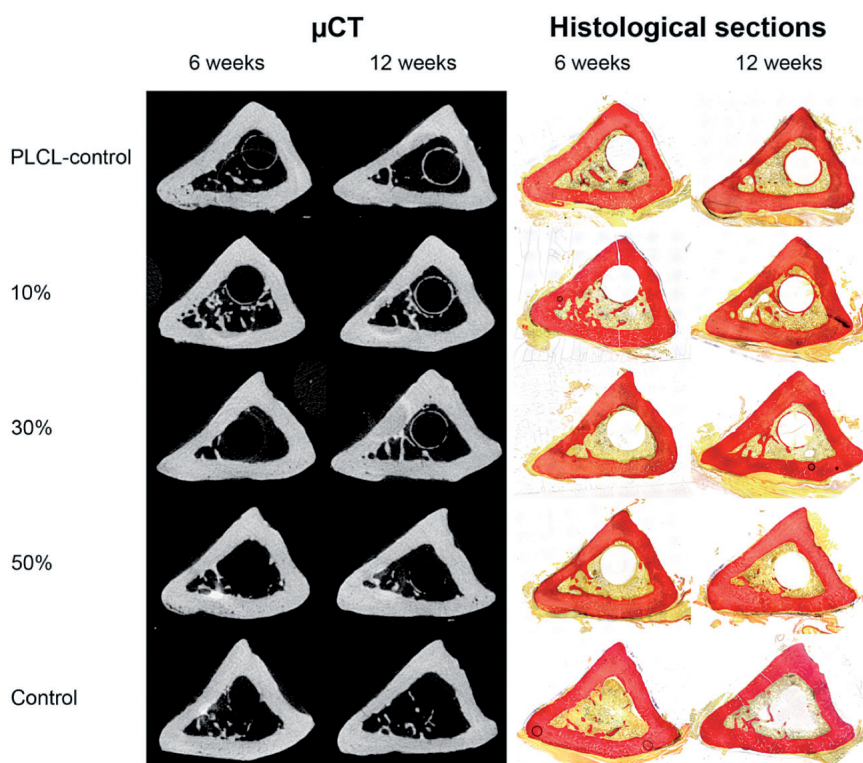 µCT
Histological sections
6 weeks
12 weeks
6 weeks
12 weeks
PLCL-control
10%
30%
50%
Control